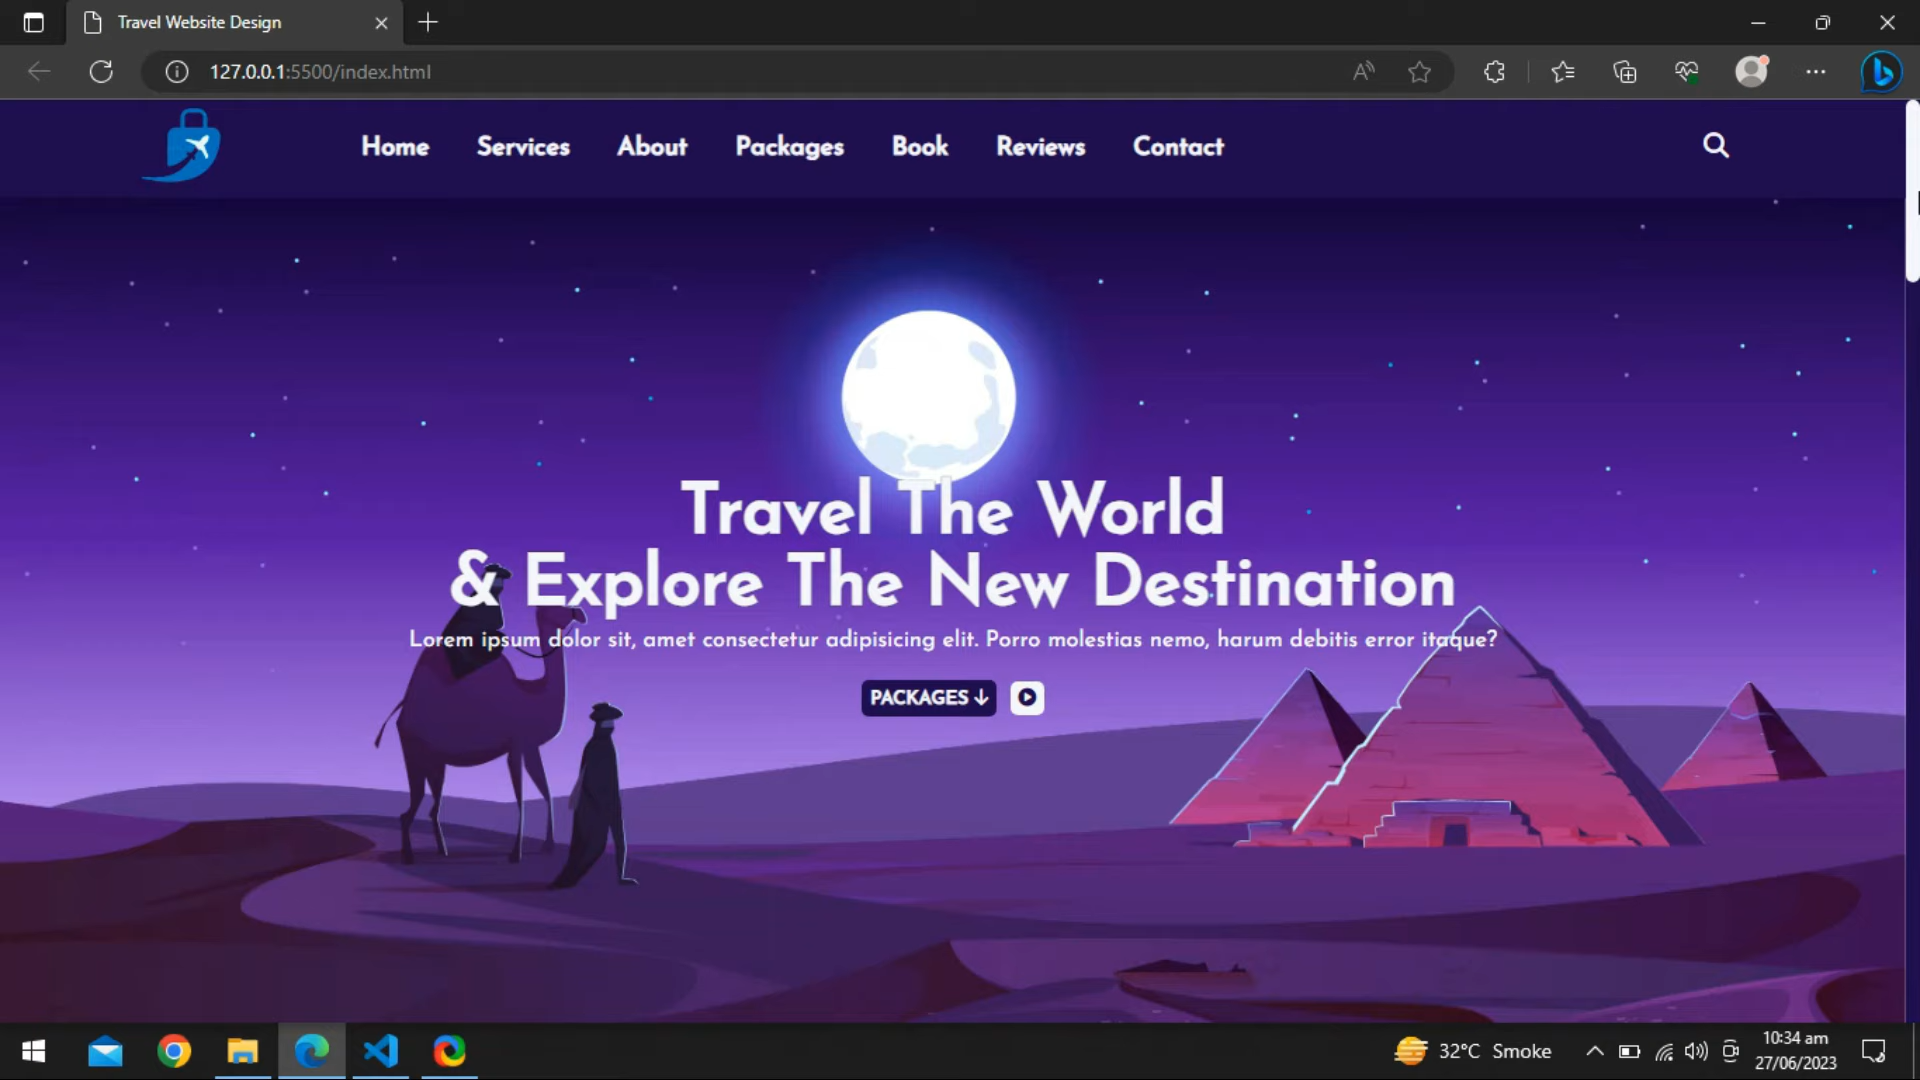 Travel Website Design
127.0.0.1:5500/index.html
Home Services About Packages Book Reviews Contact
Travel The World
& Explore The New Destination
Lorem ipsum dolor sit, amet consectetur adipisicing elit. Porro molestias nemo, harum debitis error itaque?
PACKAGES
32°C Smoke
10:34 am
27/06/2023